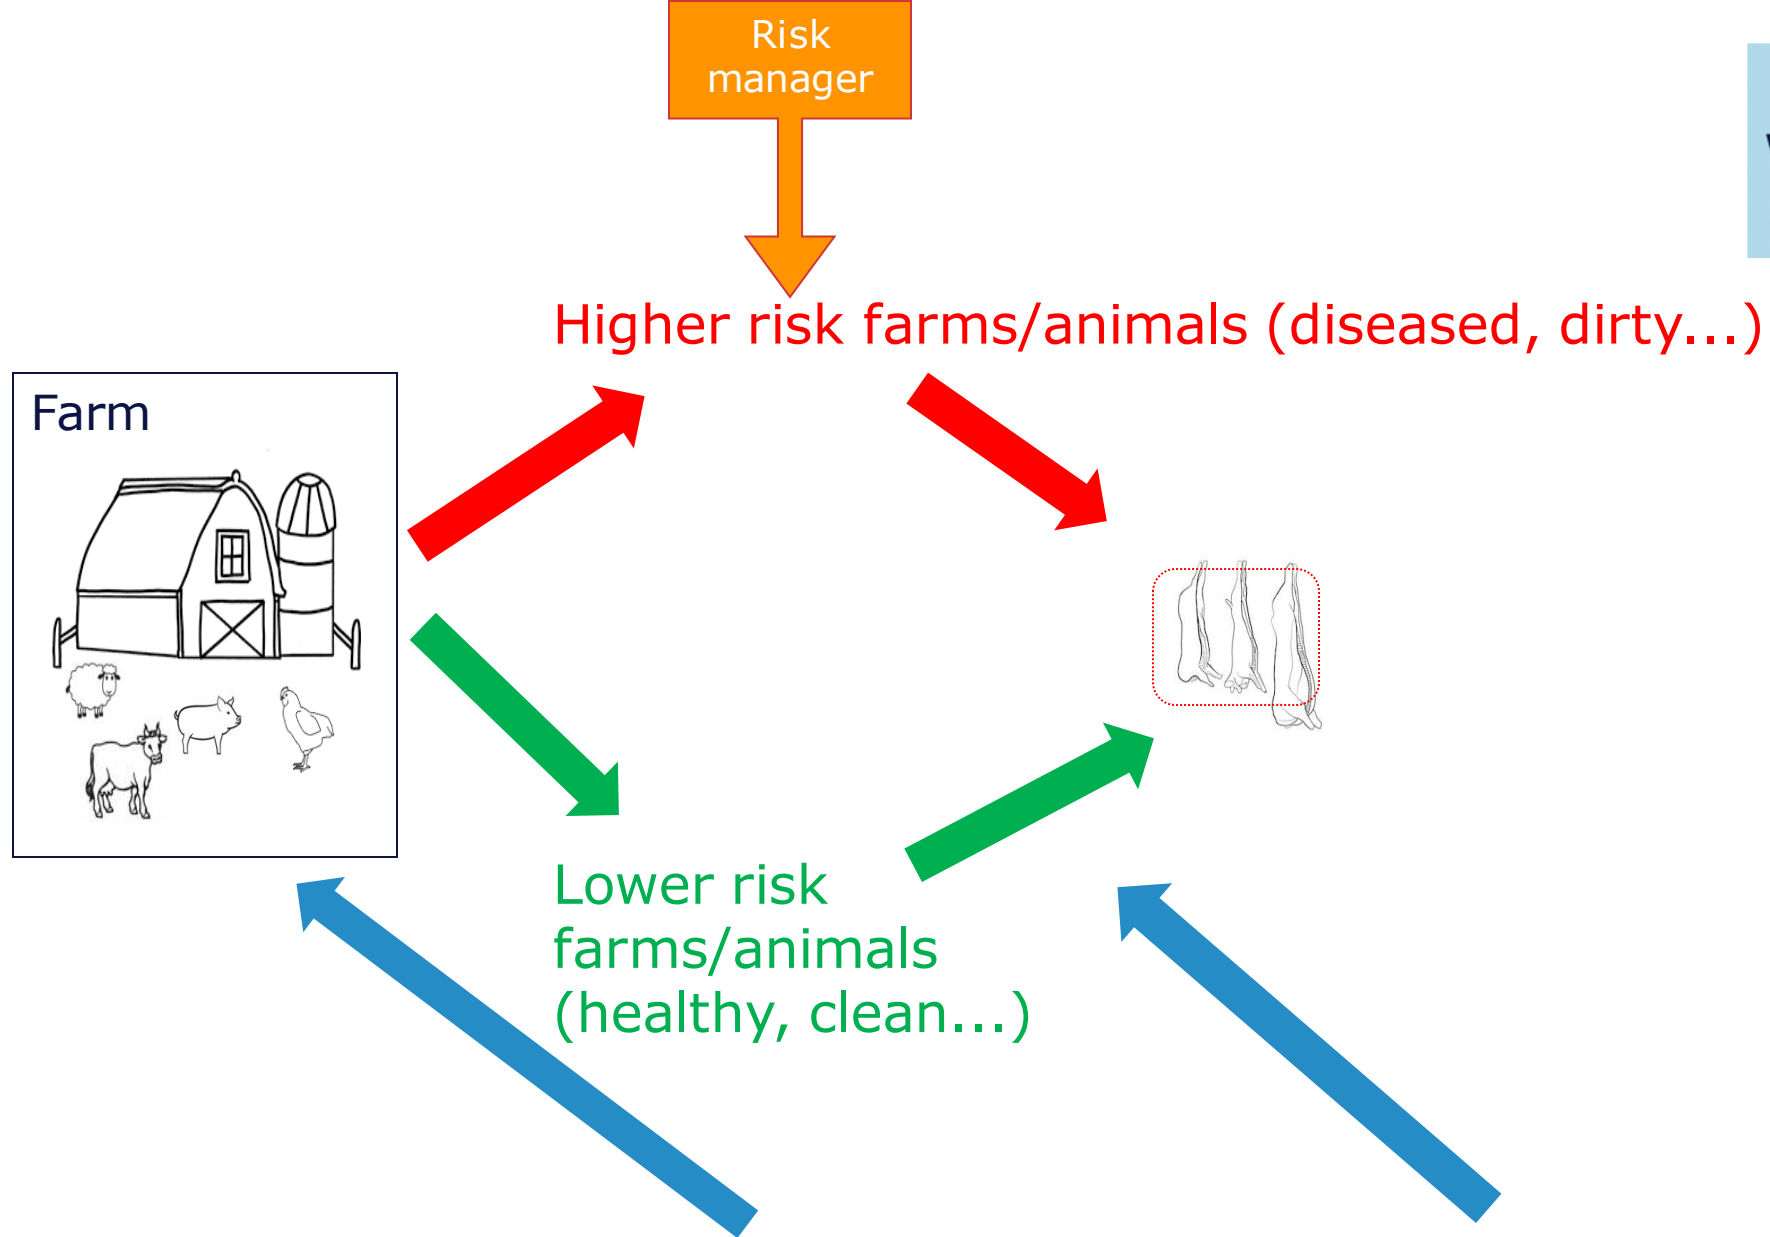 Risk
manager
Higher risk farms/animals (diseased, dirty...)
Farm
Lower risk
farms/animals
(healthy, clean...)